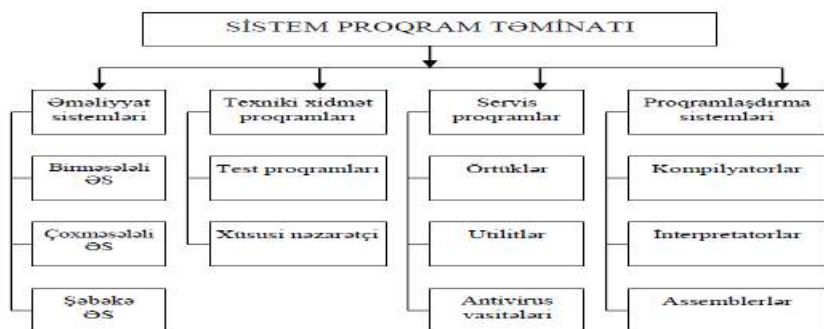 SİSTEM PROQRAM TƏMİNATI
Əməliyyat
sistemləri
Birməsələli
ƏS
Çoxməsələli
ƏS
Şəbəkə
ƏS
Texniki xidmət
proqramları
Test proqramları
Xüsusi nəzarətçi
Servis
proqramlar
Örtüklər
Utilitlər
Antivirus
vasitələri
Proqramlaşdırma
sistemləri
Kompilyatorlar
İnterpretatorlar
Assemblerlər